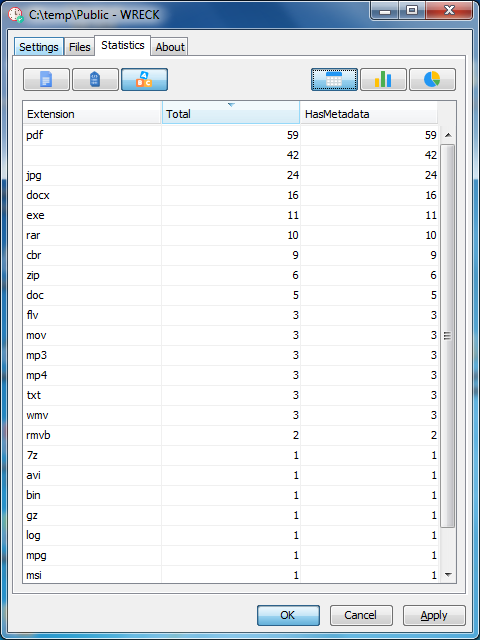 C:\temp\Public - WRECK
Settings Files Statistics About
Extension Total HasMetadata
pdf 59 59
42 42
jpg 24 24
docx 16 16
exe 11 11
rar 10 10
cbr 9 9
zip 6 6
doc 5 5
flv 3 3
mov 3 3
mp3 3 3
mp4 3 3
txt 3 3
wmv 3 3
rmvb 2 2
7z 1 1
avi 1 1
bin 1 1
gz 1 1
log 1 1
mpg 1 1
msi 1 1
OK Cancel Apply